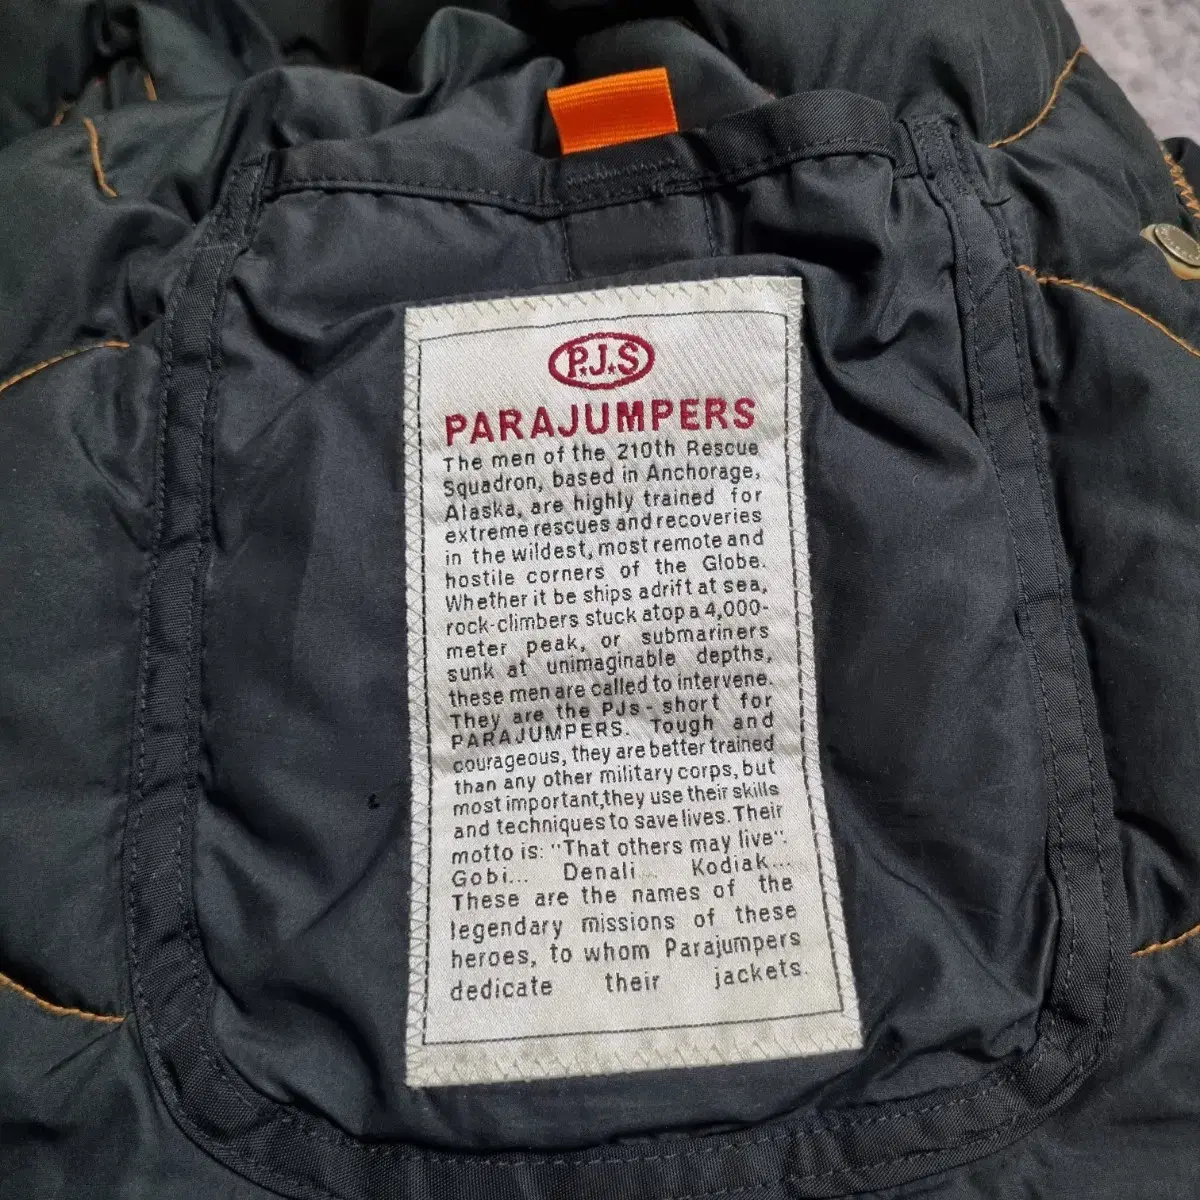 P.J.S
PARAJUMPERS
The men of the 210th Rescue
Squadron, based in Anchorage,
Alaska, are highly trained for
extreme rescues and recoveries
in the wildest, most remote and
hostile corners of the Globe.
Whether it be ships adrift at sea,
rock-climbers stuck atop a 4,000-
meter peak, or submariners
sunk at unimaginable depths,
these men are called to intervene.
They are the PJs - short for
PARAJUMPERS. Tough and
courageous, they are better trained
than any other military corps, but
most important, they use their skills
and techniques to save lives. Their
motto is: "That others may live".
Gobi... Denali... Kodiak...
These are the names of the
legendary missions of these
heroes, to whom Parajumpers
dedicate their jackets.